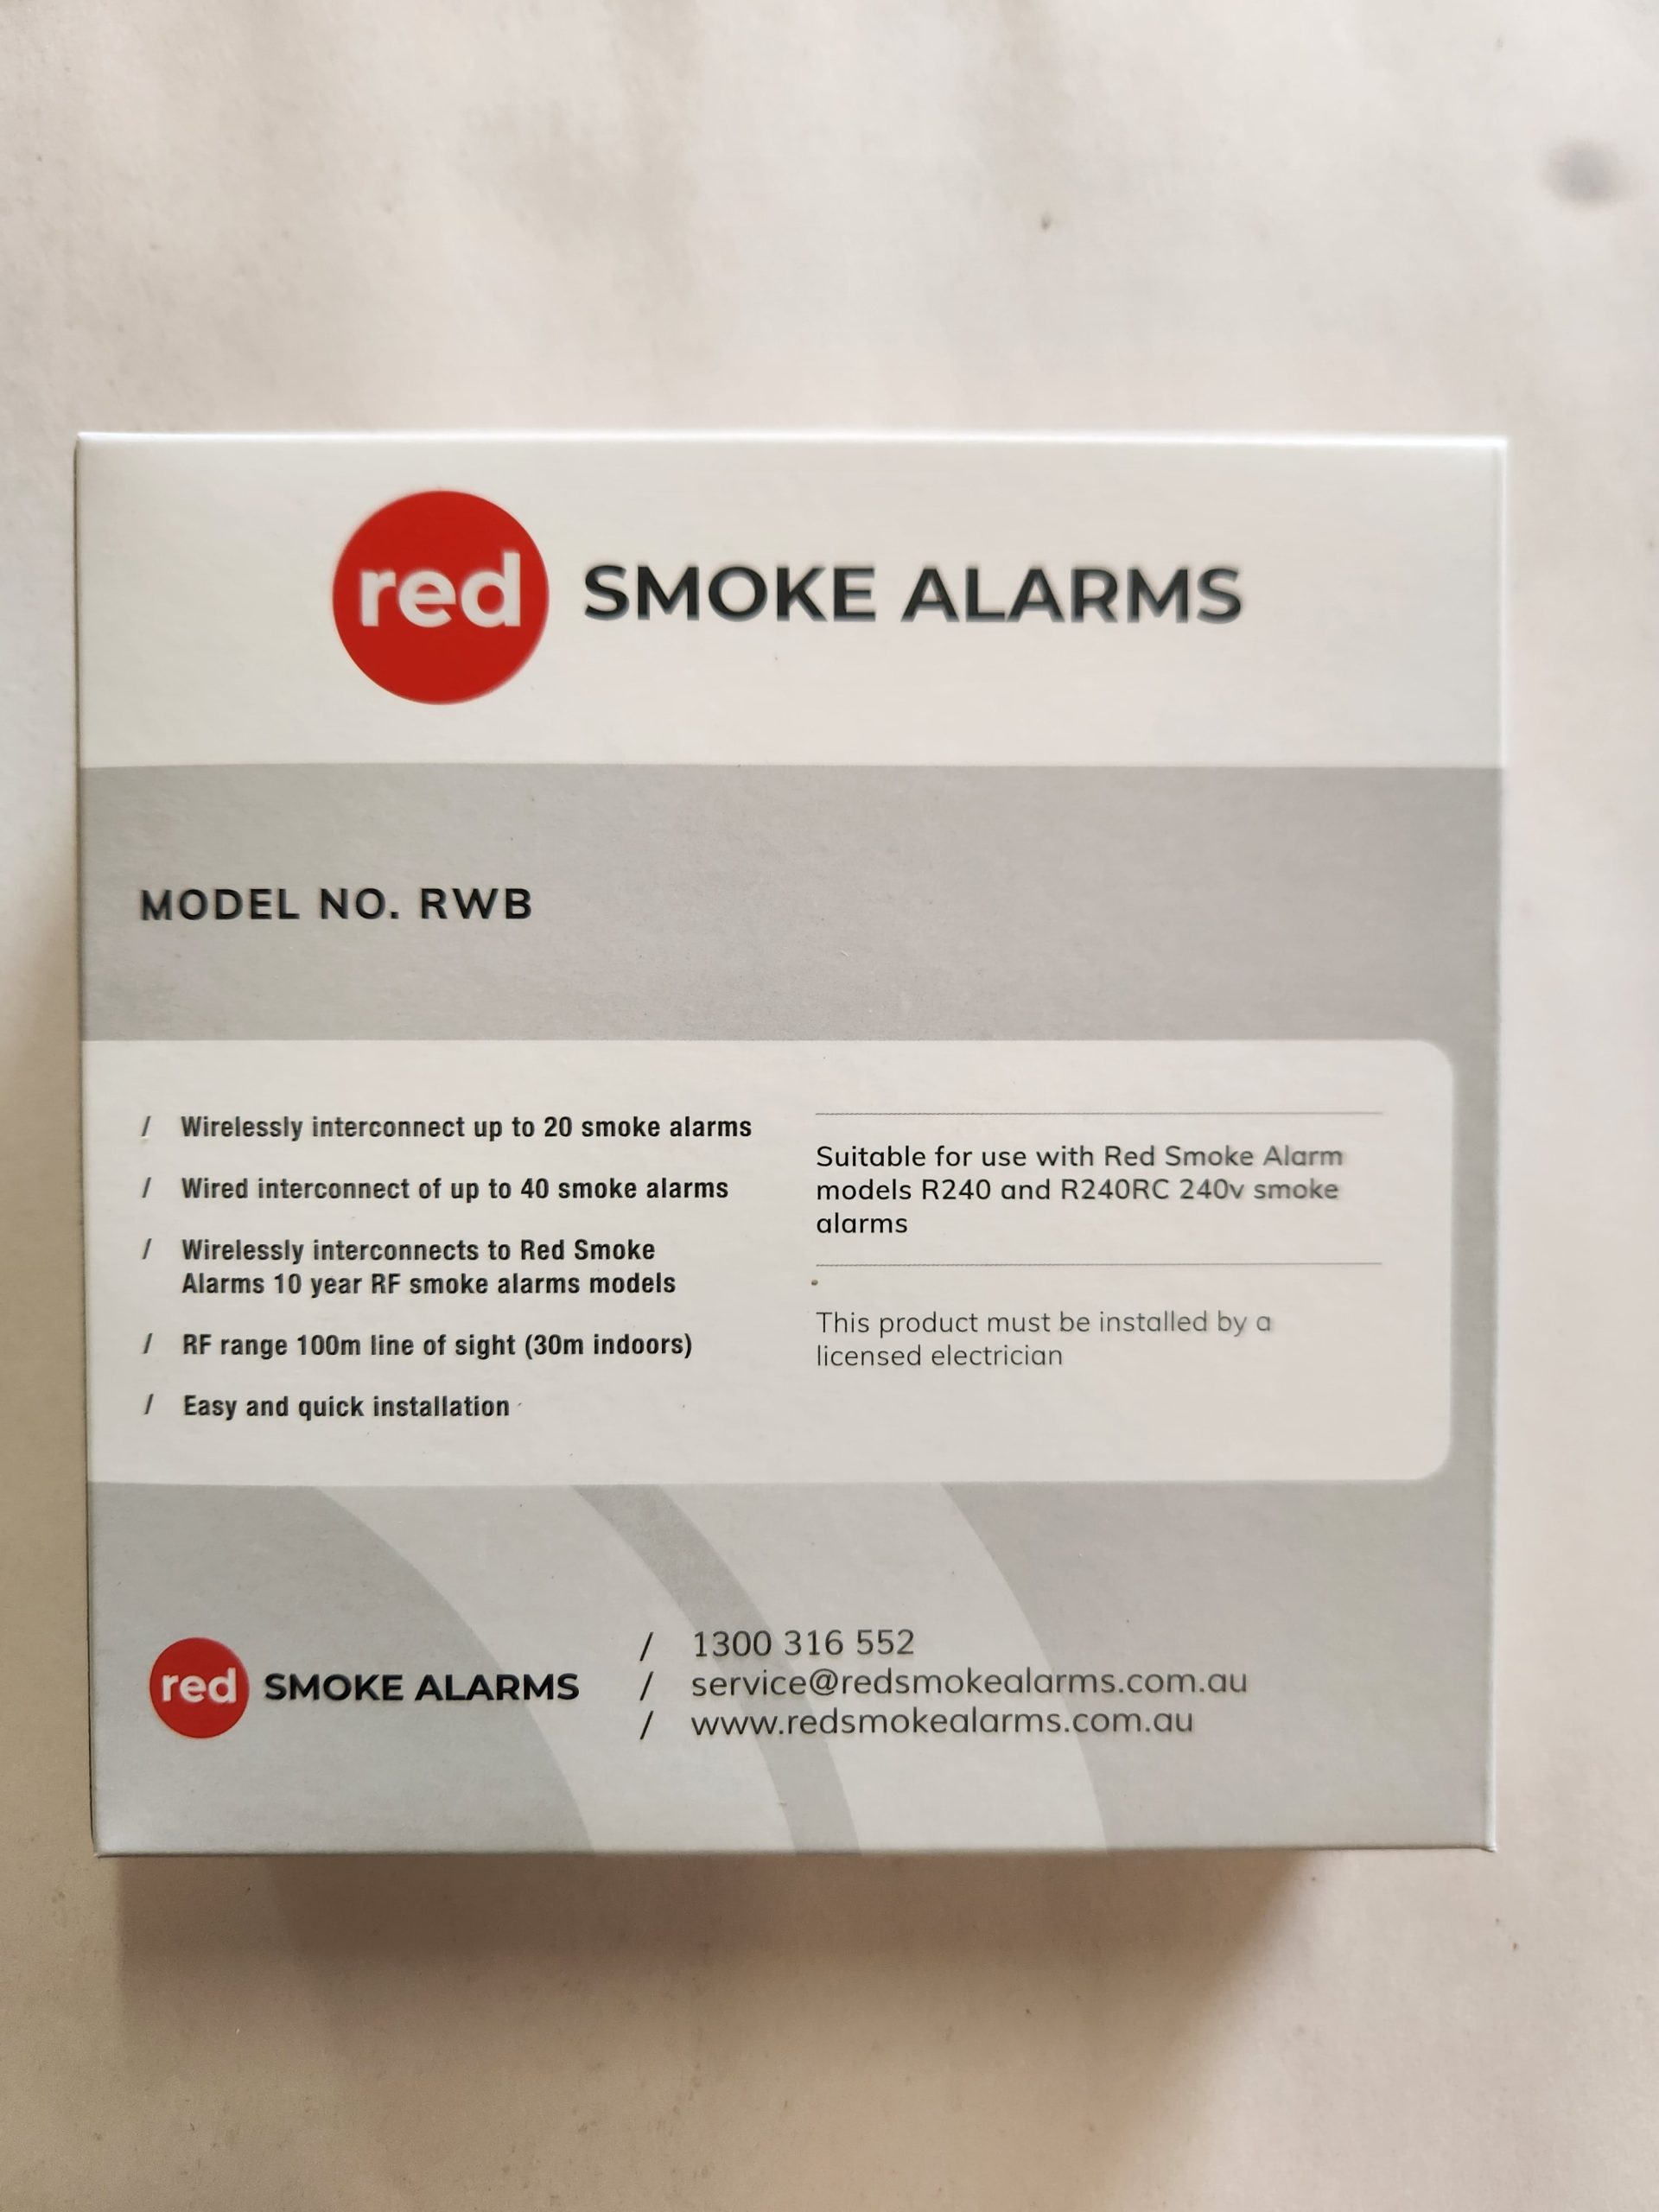 red SMOKE ALARMS
MODEL NO. RWB
/ Wirelessly interconnect up to 20 smoke alarms
/ Wired interconnect of up to 40 smoke alarms
/ Wirelessly interconnects to Red Smoke
Alarms 10 year RF smoke alarms models
/ RF range 100m line of sight (30m indoors)
/ Easy and quick installation
Suitable for use with Red Smoke Alarm
models R240 and R240RC 240v smoke
alarms
This product must be installed by a
licensed electrician
red SMOKE ALARMS
/ 1300 316 552
/ service@redsmokealarms.com.au
/ www.redsmokealarms.com.au